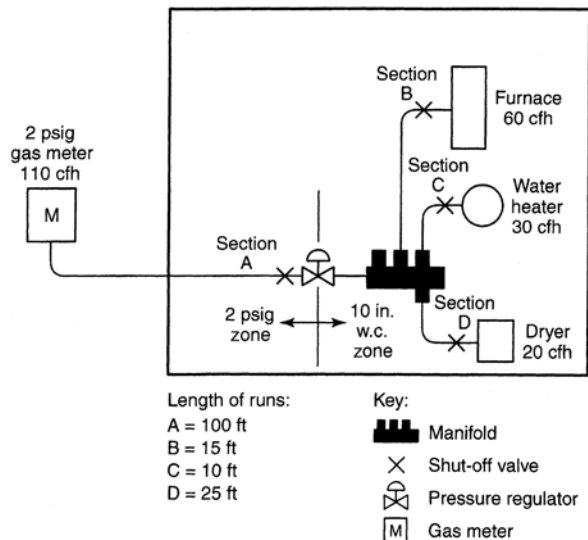 2 psig
gas meter
110 cfh
M
Section
A
2 psig
zone
10 in.
w.c.
zone
Section
B
Furnace
60 cfh
Section
C
Water
heater
30 cfh
Section
D
Dryer
20 cfh
Length of runs:
A = 100 ft
B = 15 ft
C = 10 ft
D = 25 ft
Key:
Manifold
Shut-off valve
Pressure regulator
M Gas meter